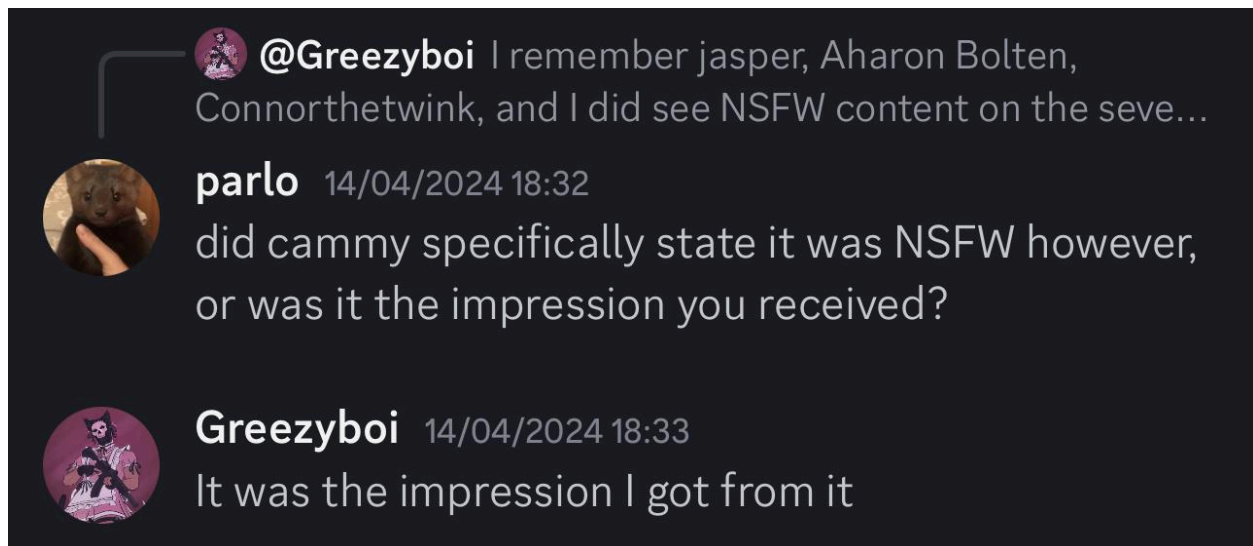 @Greezyboi I remember jasper, Aharon Bolten,
Connorthetwink, and I did see NSFW content on the seve...
parlo 14/04/2024 18:32
did cammy specifically state it was NSFW however,
or was it the impression you received?
Greezyboi 14/04/2024 18:33
It was the impression I got from it